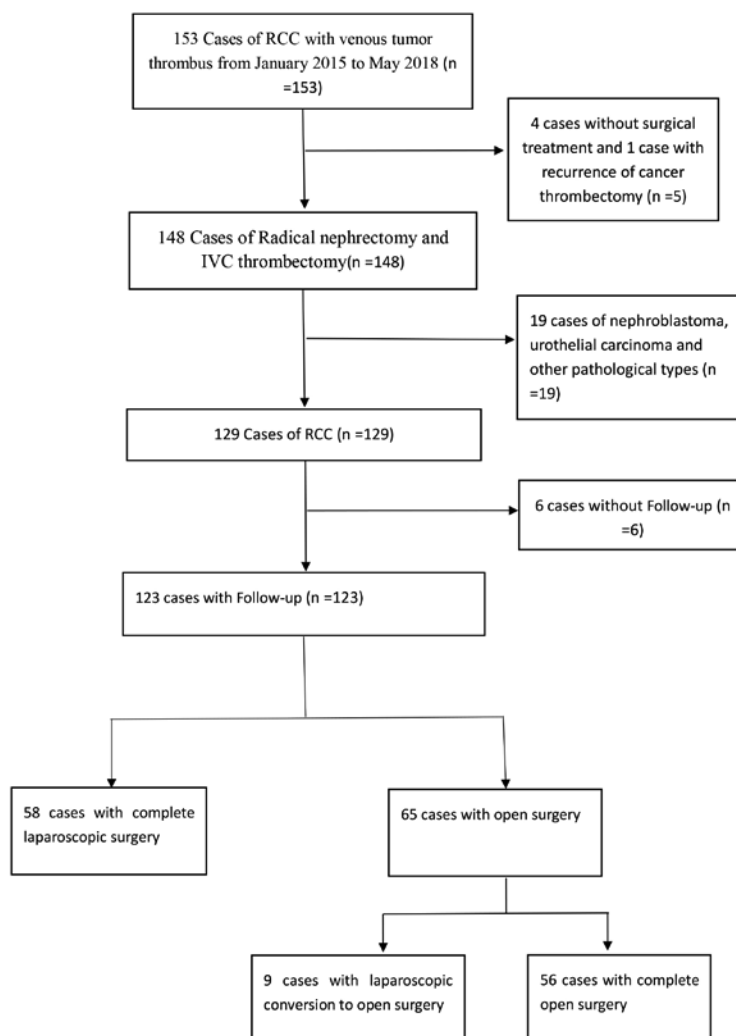 153 Cases of RCC with venous tumor
thrombus from January 2015 to May 2018 (n
=153)
4 cases without surgical
treatment and 1 case with
recurrence of cancer
thrombectomy (n =5)
148 Cases of Radical nephrectomy and
IVC thrombectomy(n =148)
19 cases of nephroblastoma,
urothelial carcinoma and
other pathological types (n
=19)
129 Cases of RCC (n =129)
6 cases without Follow-up (n
=6)
123 cases with Follow-up (n =123)
58 cases with complete
laparoscopic surgery
65 cases with open surgery
9 cases with laparoscopic
conversion to open surgery
56 cases with complete
open surgery